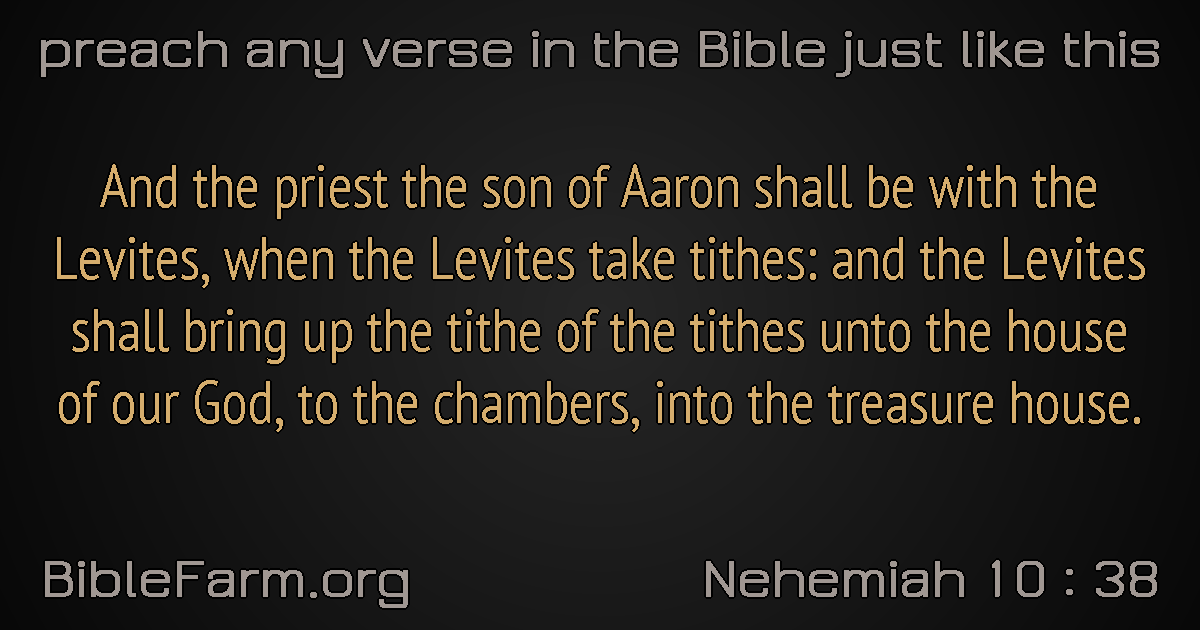 preach any verse in the Bible just like this
And the priest the son of Aaron shall be with the
Levites, when the Levites take tithes: and the Levites
shall bring up the tithe of the tithes unto the house
of our God, to the chambers, into the treasure house.
BibleFarm.org
Nehemiah 10 : 38